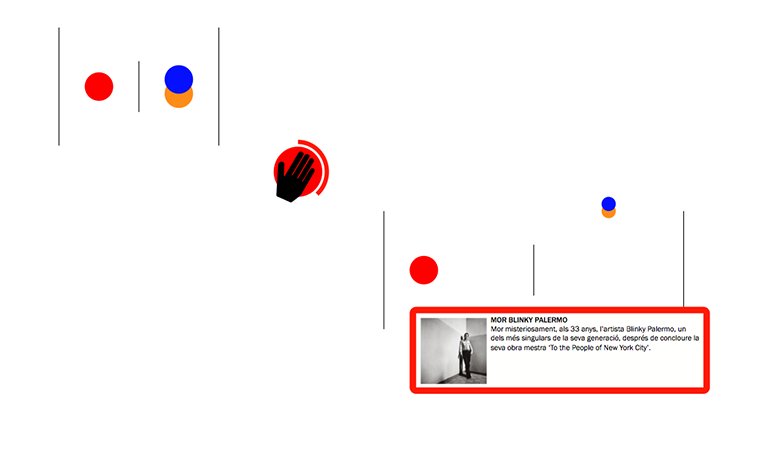 MOR BLINKY PALERMO
Mor misteriosament, als 33 anys, l'artista Blinky Palermo, un
dels més singulars de la seva generació, després de concloure la
seva obra mestra 'To the People of New York City'.